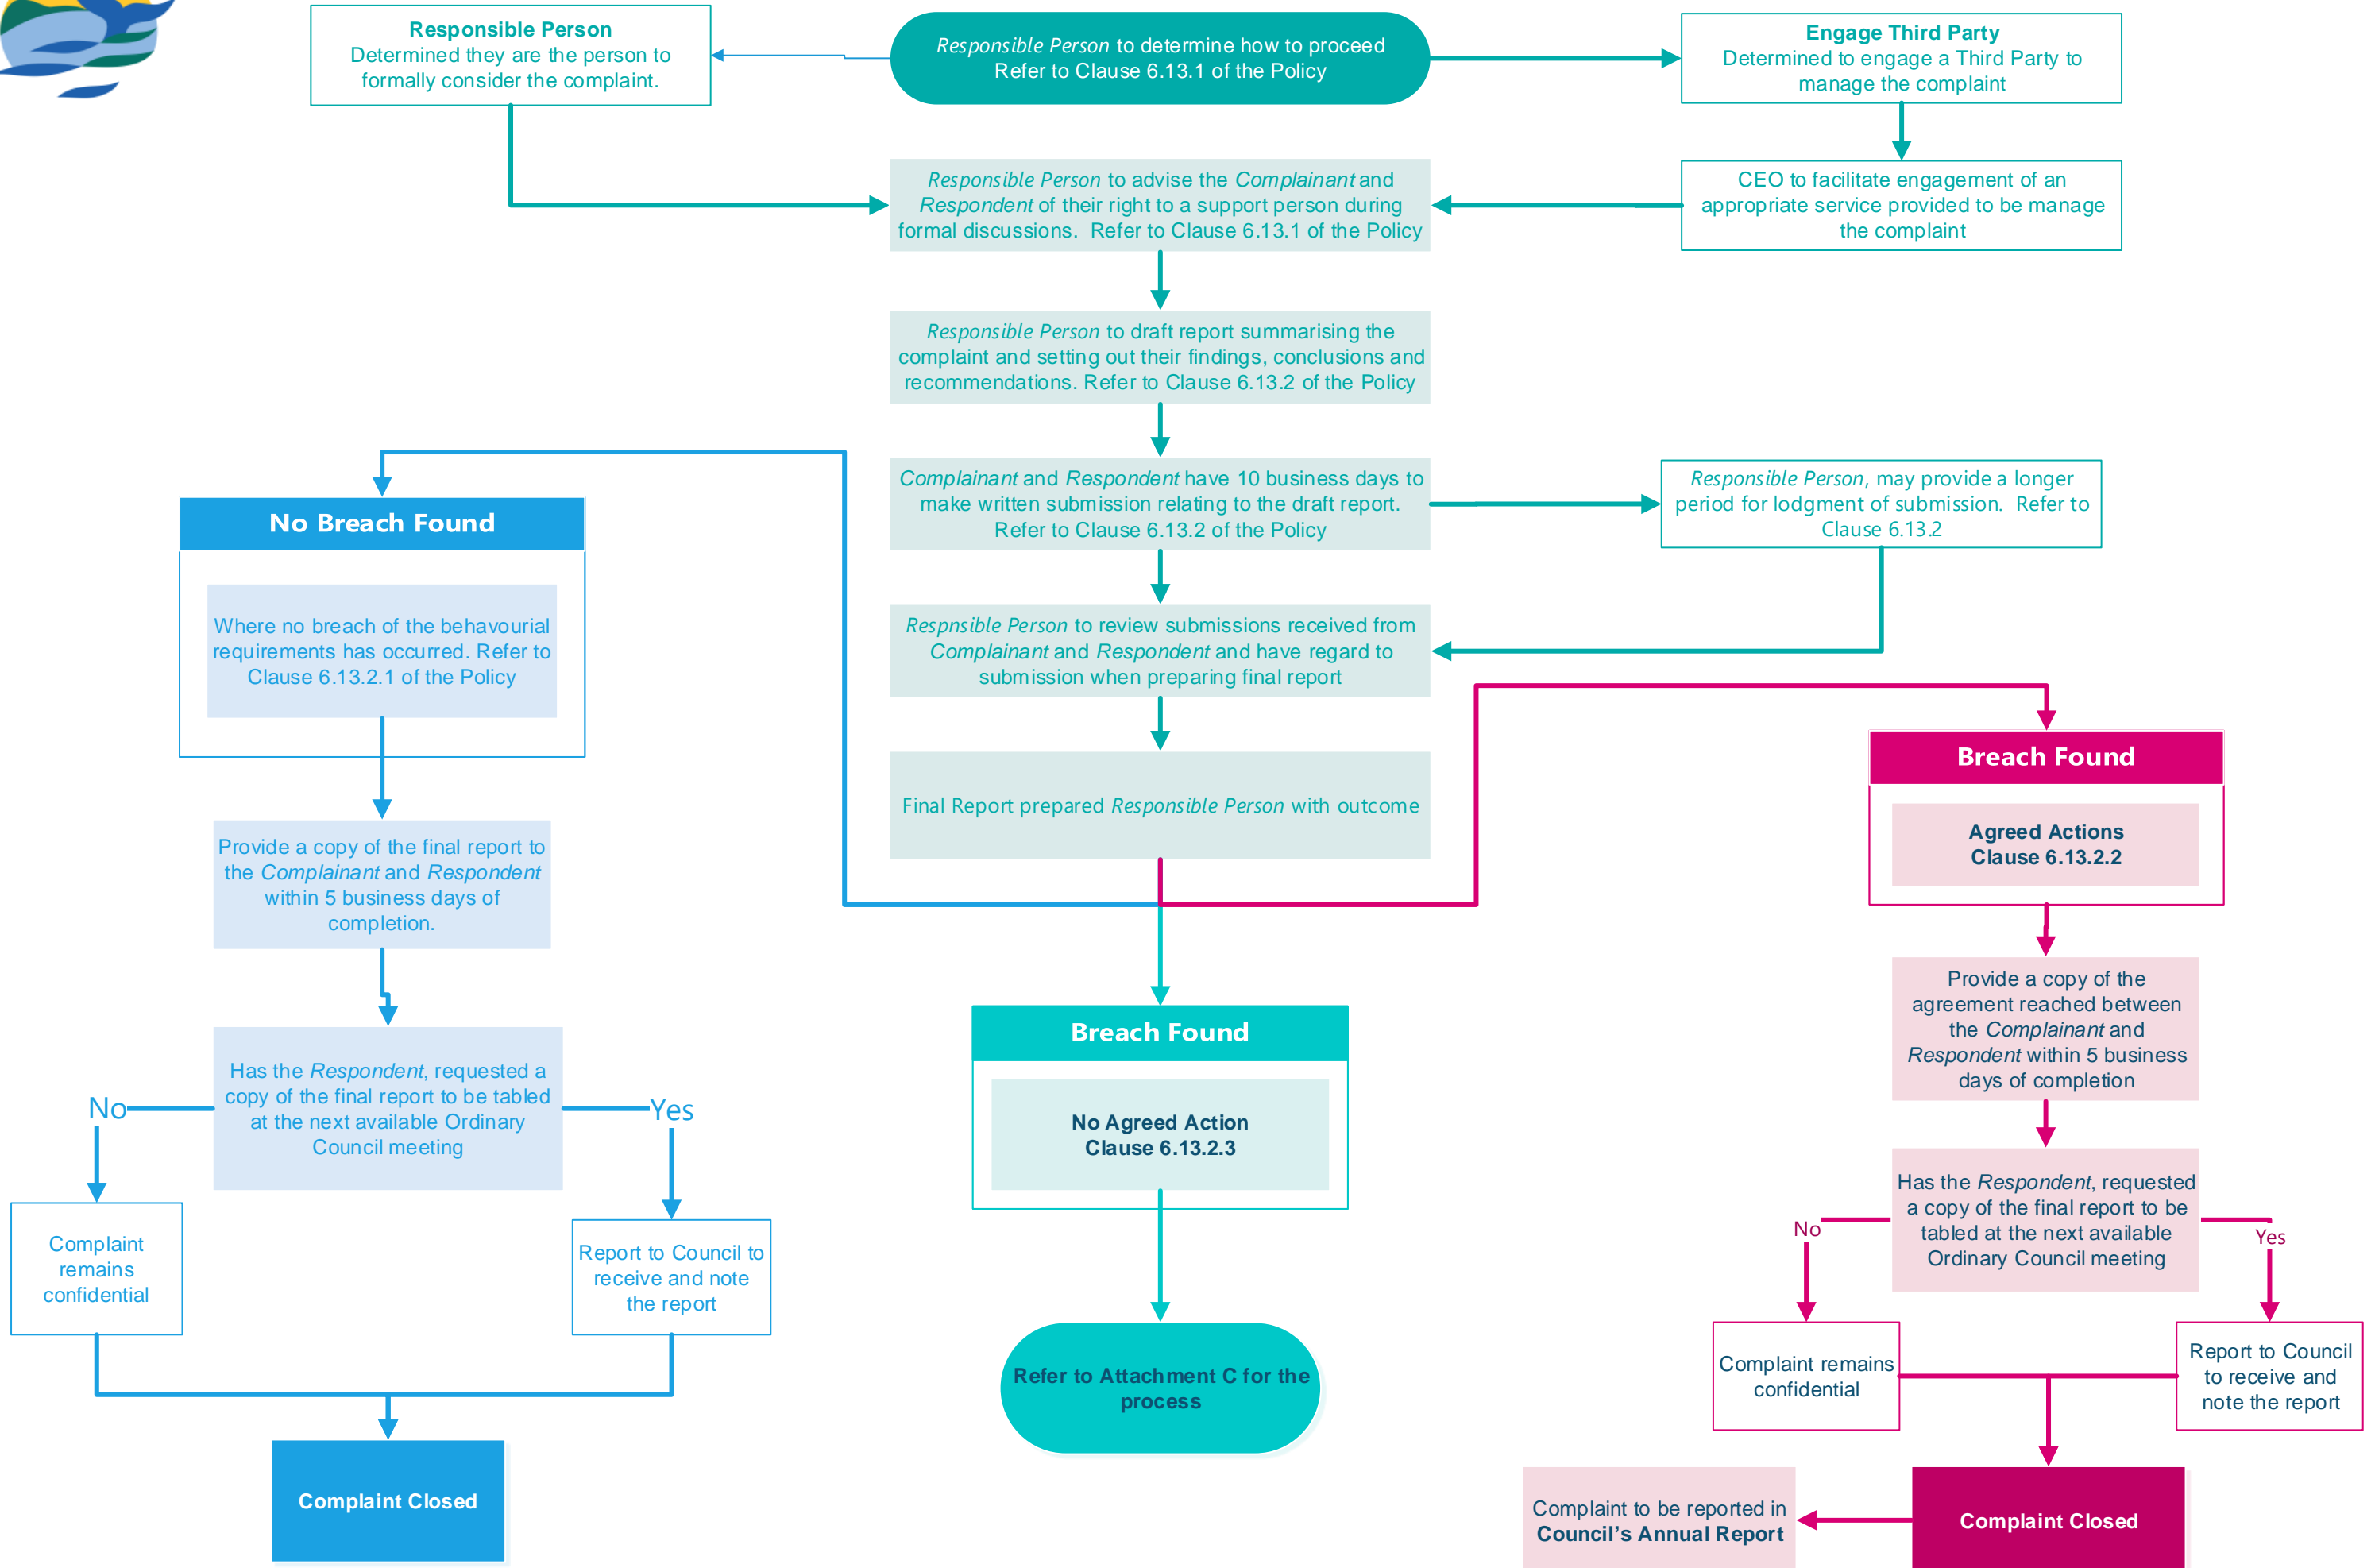 Responsible Person
Determined they are the person to
formally consider the complaint.
Responsible Person to determine how to proceed
Refer to Clause 6.13.1 of the Policy
Engage Third Party
Determined to engage a Third Party to
manage the complaint
Responsible Person to advise the Complainant and
Respondent of their right to a support person during
formal discussions.  Refer to Clause 6.13.1 of the Policy
CEO to facilitate engagement of an
appropriate service provided to be manage
the complaint
Responsible Person to draft report summarising the
complaint and setting out their findings, conclusions and
recommendations. Refer to Clause 6.13.2 of the Policy
Complainant and Respondent have 10 business days to
make written submission relating to the draft report.
Refer to Clause 6.13.2 of the Policy
Responsible Person, may provide a longer
period for lodgment of submission.  Refer to
Clause 6.13.2
No Breach Found
Where no breach of the behavourial
requirements has occurred. Refer to
Clause 6.13.2.1 of the Policy
Respnsible Person to review submissions received from
Complainant and Respondent and have regard to
submission when preparing final report
Final Report prepared Responsible Person with outcome
Breach Found
Agreed Actions
Clause 6.13.2.2
Provide a copy of the final report to
the Complainant and Respondent
within 5 business days of
completion.
Provide a copy of the
agreement reached between
the Complainant and
Respondent within 5 business
days of completion
Has the Respondent, requested a
copy of the final report to be tabled
at the next available Ordinary
Council meeting
No
Yes
Breach Found
No Agreed Action
Clause 6.13.2.3
Has the Respondent, requested
a copy of the final report to be
tabled at the next available
Ordinary Council meeting
No
Yes
Complaint
remains
confidential
Report to Council to
receive and note
the report
Refer to Attachment C for the
process
Complaint remains
confidential
Report to Council
to receive and
note the report
Complaint Closed
Complaint to be reported in
Council's Annual Report
Complaint Closed